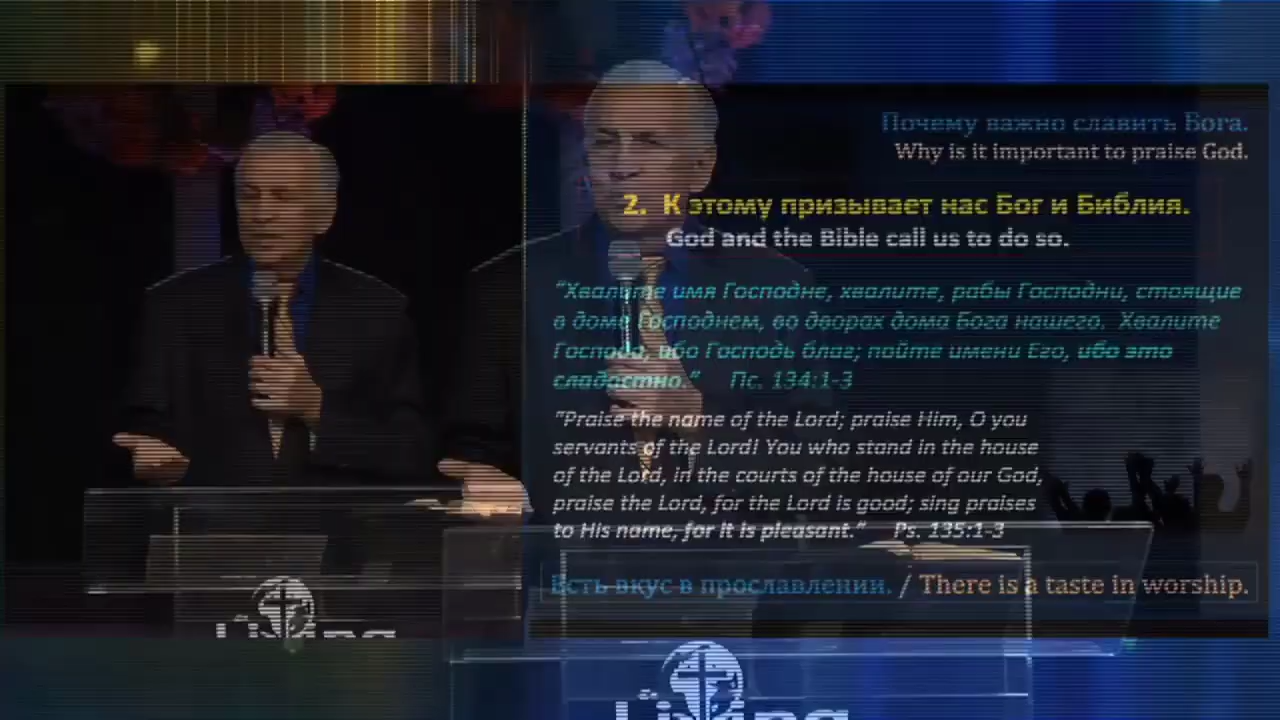 Почему важно славить Бога.
Why is it important to praise God.
2. К этому призывает нас Бог и Библия.
God and the Bible call us to do so.
“Хвалите имя Господне, хвалите, рабы Господни, стоящие
в доме Господнем, во дворах дома Бога нашего. Хвалите
Господа, ибо Господь благ; пойте имени Его, ибо это
сладостно.” Пс. 134:1-3
“Praise the name of the Lord; praise Him, O you
servants of the Lord! You who stand in the house
of the Lord, in the courts of the house of our God,
praise the Lord, for the Lord is good; sing praises
to His name, for it is pleasant.” Ps. 135:1-3
Есть вкус в прославлении. / There is a taste in worship.
Living
Living